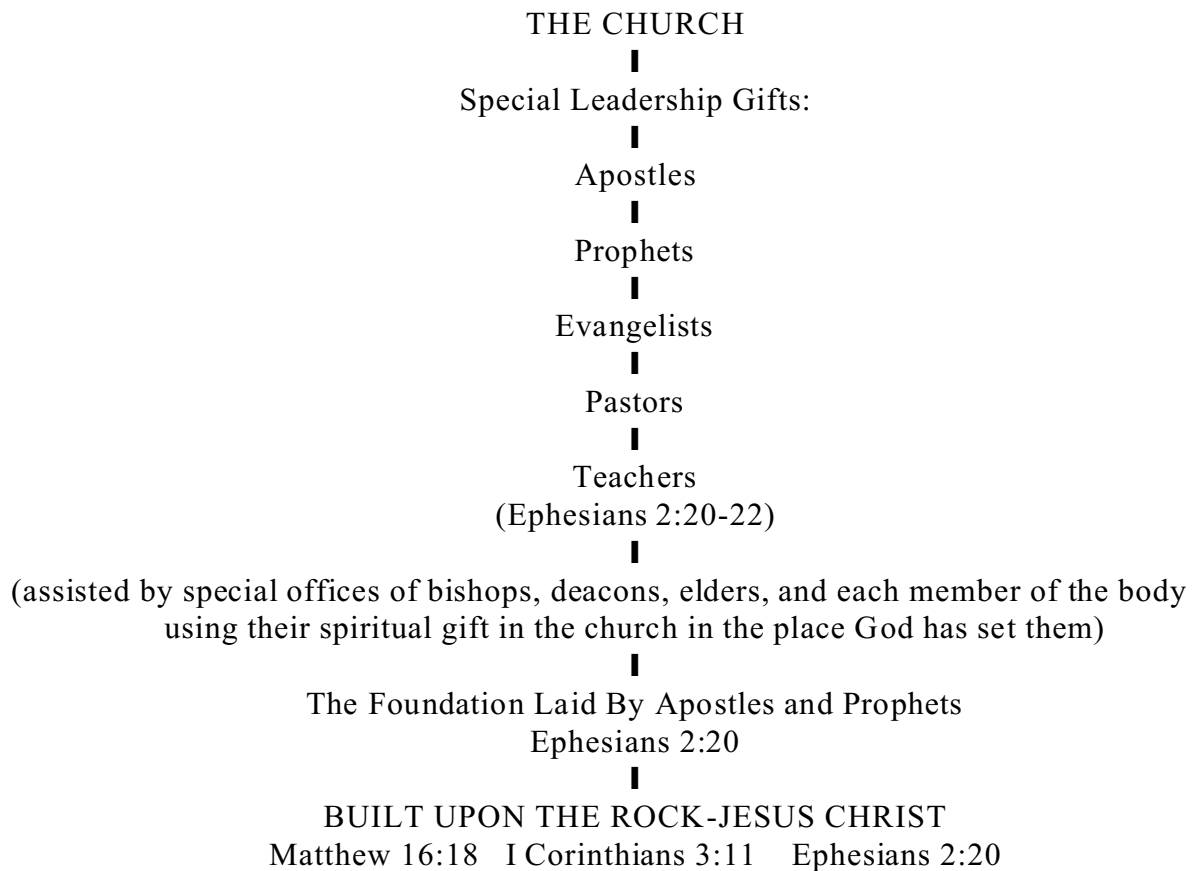 THE CHURCH
Special Leadership Gifts:
Apostles
Prophets
Evangelists
Pastors
Teachers
(Ephesians 2:20-22)
(assisted by special offices of bishops, deacons, elders, and each member of the body
using their spiritual gift in the church in the place God has set them)
The Foundation Laid By Apostles and Prophets
Ephesians 2:20
BUILT UPON THE ROCK-JESUS CHRIST
Matthew 16:18 I Corinthians 3:11 Ephesians 2:20